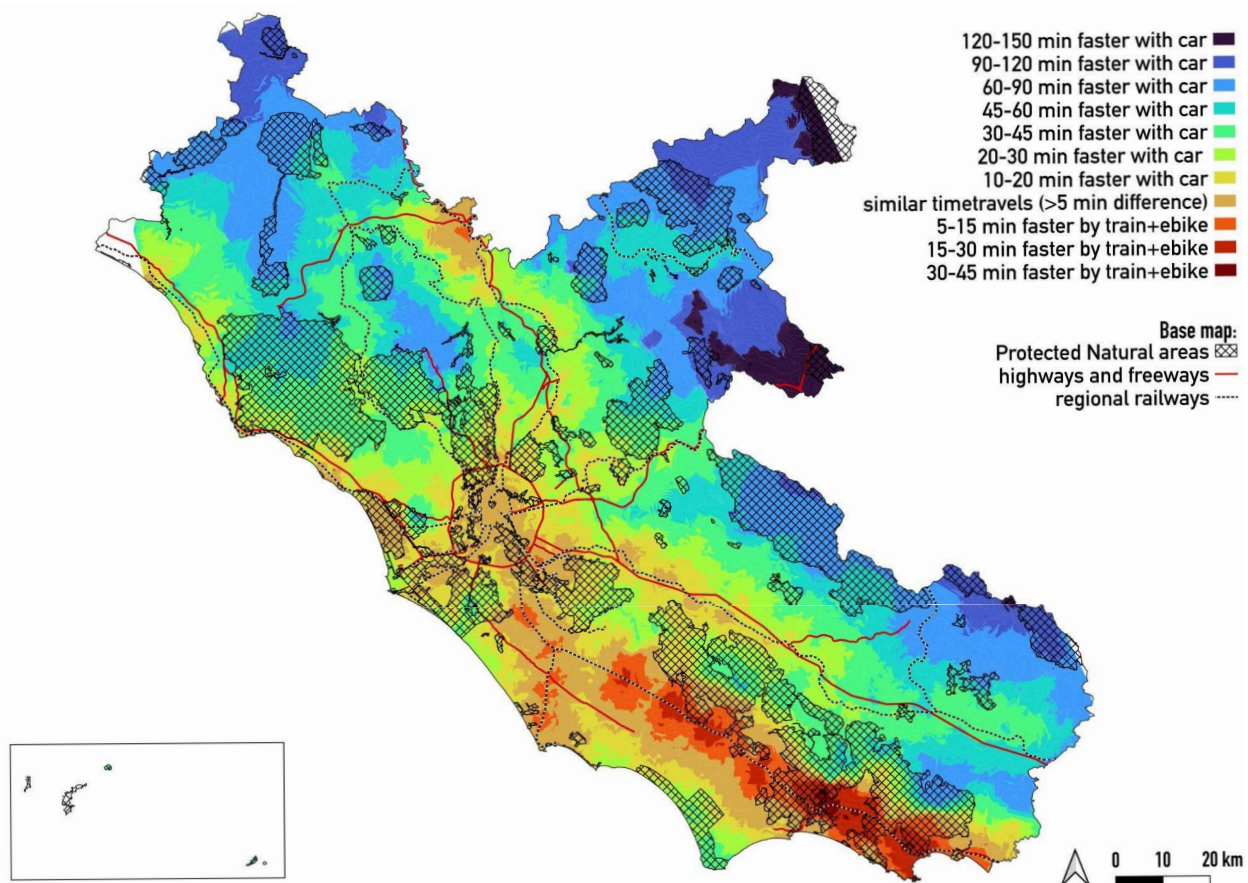 120-150 min faster with car
90-120 min faster with car
60-90 min faster with car
45-60 min faster with car
30-45 min faster with car
20-30 min faster with car
10-20 min faster with car
similar timetravels (>5 min difference)
5-15 min faster by train+ebike
15-30 min faster by train+ebike
30-45 min faster by train+ebike
Base map:
Protected Natural areas
highways and freeways
regional railways
0 10 20 km